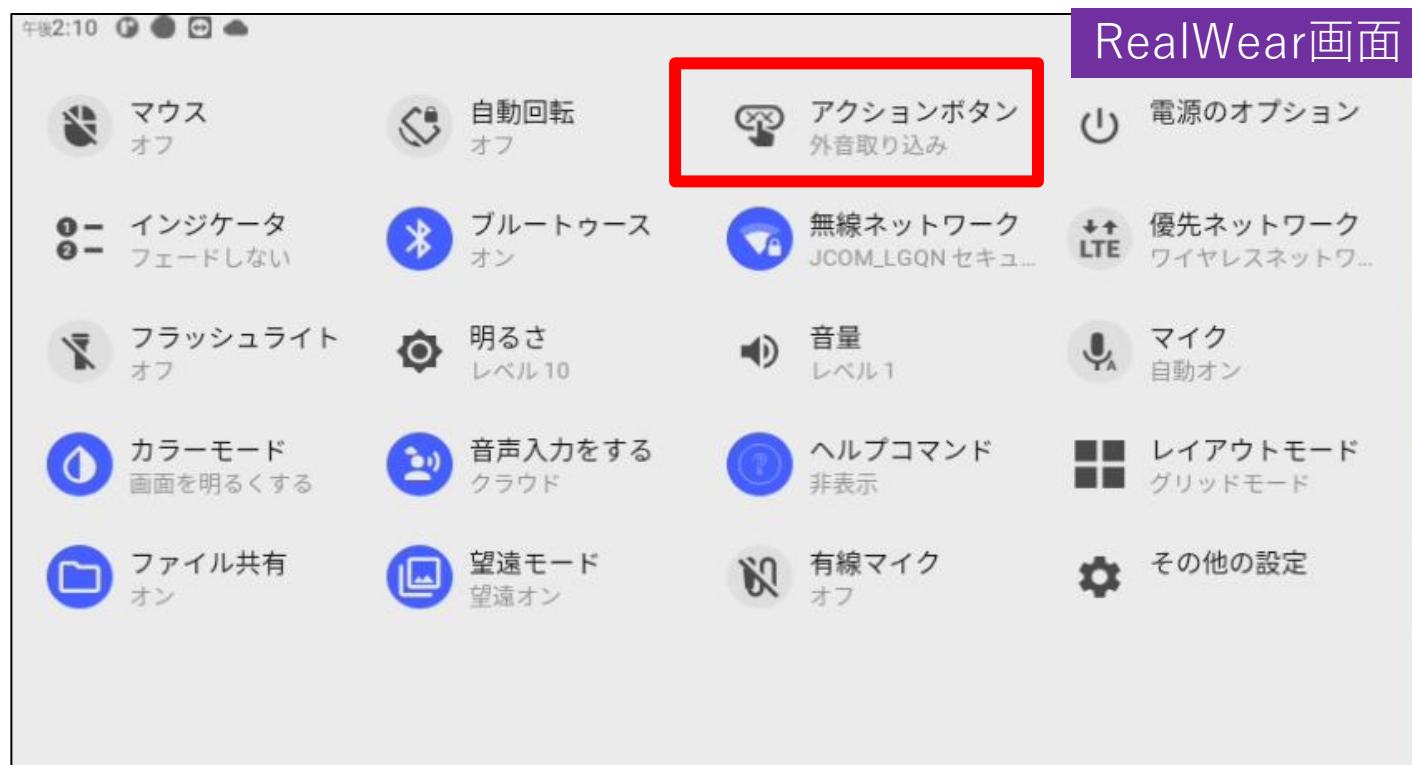 午後2:10
RealWear画面
マウス
オフ
自動回転
オフ
アクションボタン
外音取り込み
電源のオプション
インジケータ
フェードしない
ブルートゥース
オン
無線ネットワーク
JCOM_LGQN セキュ...
LTE
優先ネットワーク
ワイヤレスネットワ...
フラッシュライト
オフ
明るさ
レベル 10
音量
レベル 1
マイク
自動オン
カラーモード
画面を明るくする
音声入力をする
クラウド
ヘルプコマンド
非表示
レイアウトモード
グリッドモード
ファイル共有
オン
望遠モード
望遠オン
有線マイク
オフ
その他の設定